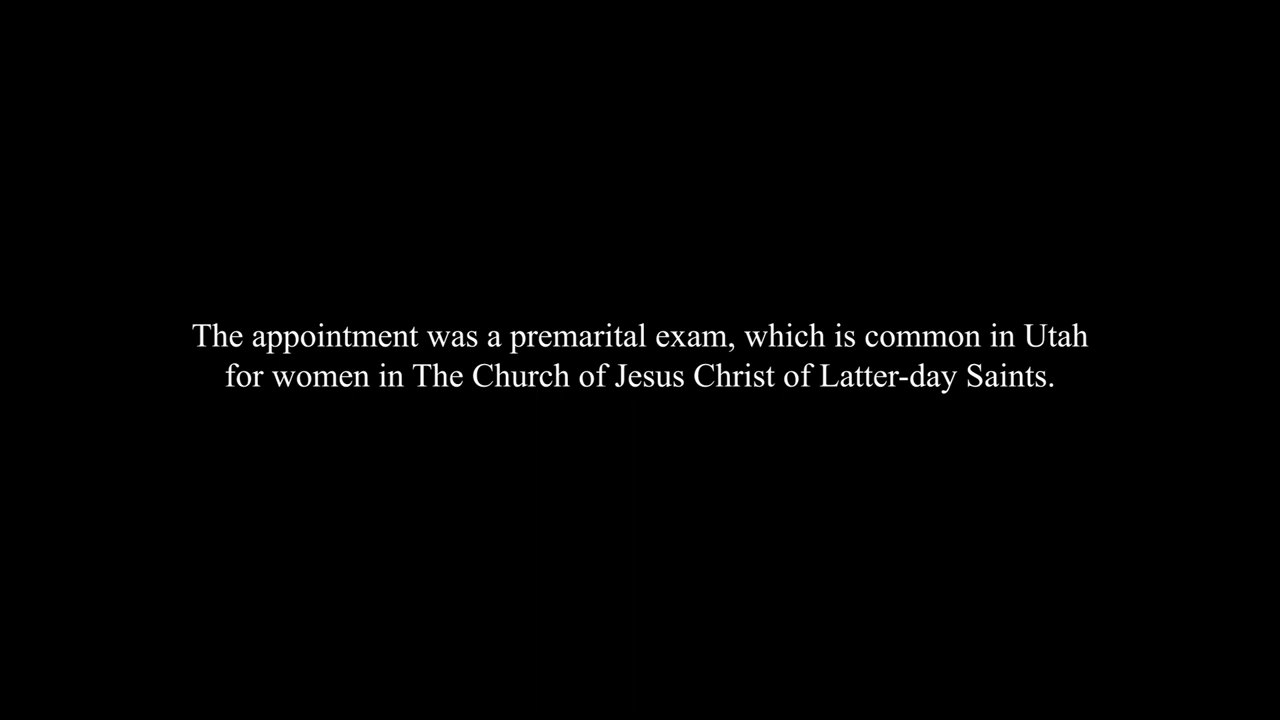 The appointment was a premarital exam, which is common in Utah
for women in The Church of Jesus Christ of Latter-day Saints.